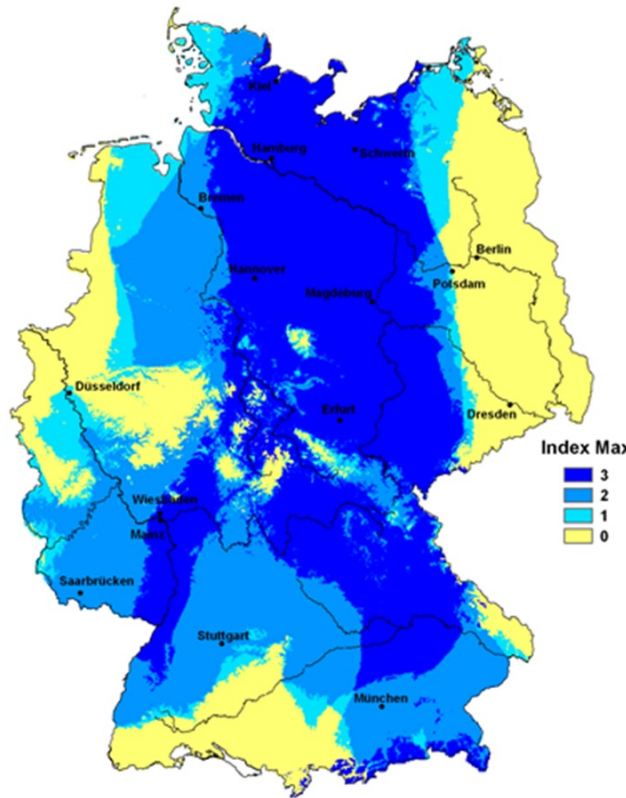 Kiel
Hamburg
Schwerin
Bremen
Berlin
Hannover
Potsdam
Magdeburg
Düsseldorf
Erfurt
Dresden
Index Max
3
2
1
0
Wiesbaden
Mainz
Saarbrücken
Stuttgart
München